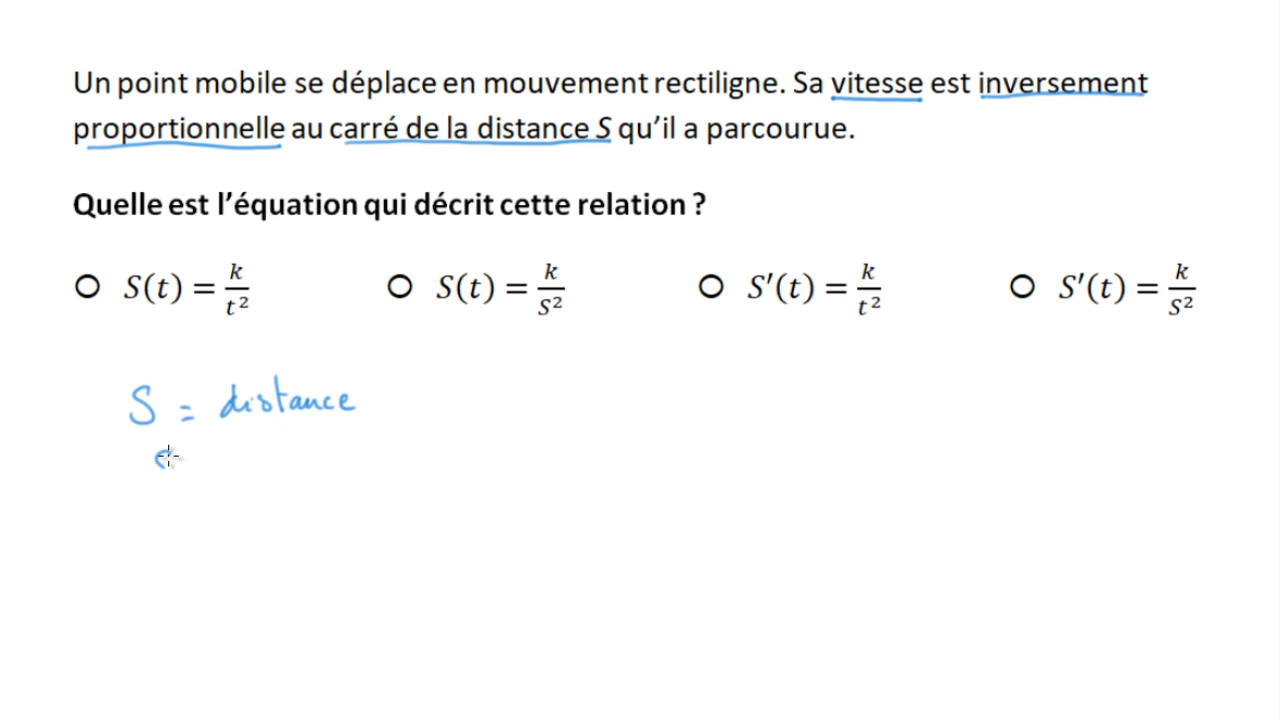 Un point mobile se déplace en mouvement rectiligne. Sa vitesse est inversement
proportionnelle au carré de la distance S qu’il a parcourue.
Quelle est l’équation qui décrit cette relation ?
S(t) = k/t² S(t) = k/S² S′(t) = k/t² S′(t) = k/S²
S = distance